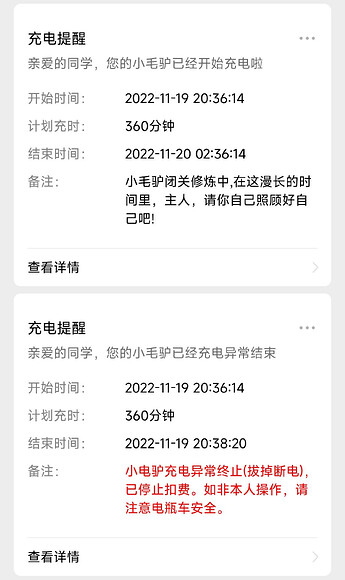 充电提醒
亲爱的同学，您的小毛驴已经开始充电啦
开始时间： 2022-11-19 20:36:14
计划充时： 360分钟
结束时间： 2022-11-20 02:36:14
备注： 小毛驴闭关修炼中,在这漫长的时
间里，主人，请你自己照顾好自
己吧!
查看详情
充电提醒
亲爱的同学，您的小毛驴已经充电异常结束
开始时间： 2022-11-19 20:36:14
计划充时： 360分钟
结束时间： 2022-11-19 20:38:20
备注： 小电驴充电异常终止(拔掉断电)，
已停止扣费。如非本人操作，请
注意电瓶车安全。
查看详情